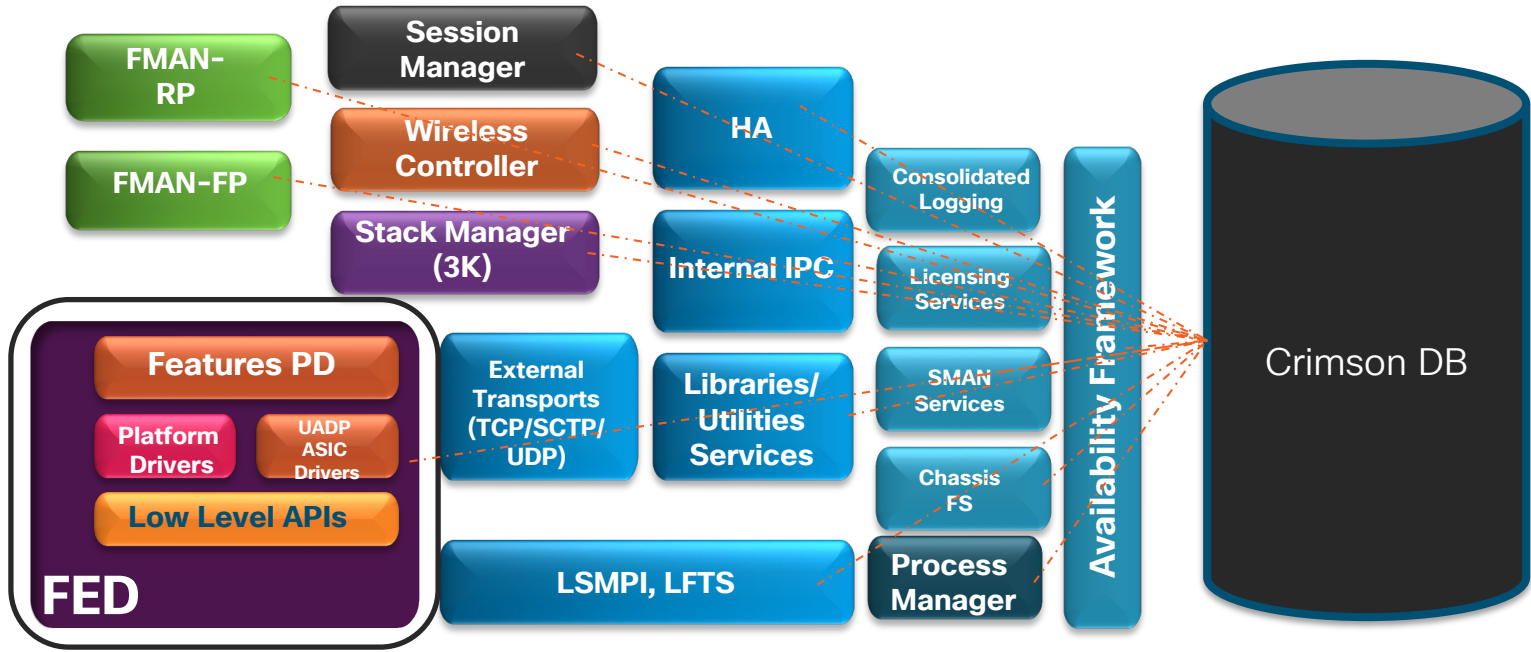 FMAN-
RP
FMAN-FP
Session
Manager
Wireless
Controller
Stack Manager
(3K)
HA
Internal IPC
Consolidated
Logging
Licensing
Services
SMAN
Services
Chassis
FS
Process
Manager
Availability Framework
Crimson DB
External
Transports
(TCP/SCTP/
UDP)
Libraries/
Utilities
Services
LSMPI, LFTS
Features PD
Platform
Drivers
UADP
ASIC
Drivers
Low Level APIs
FED